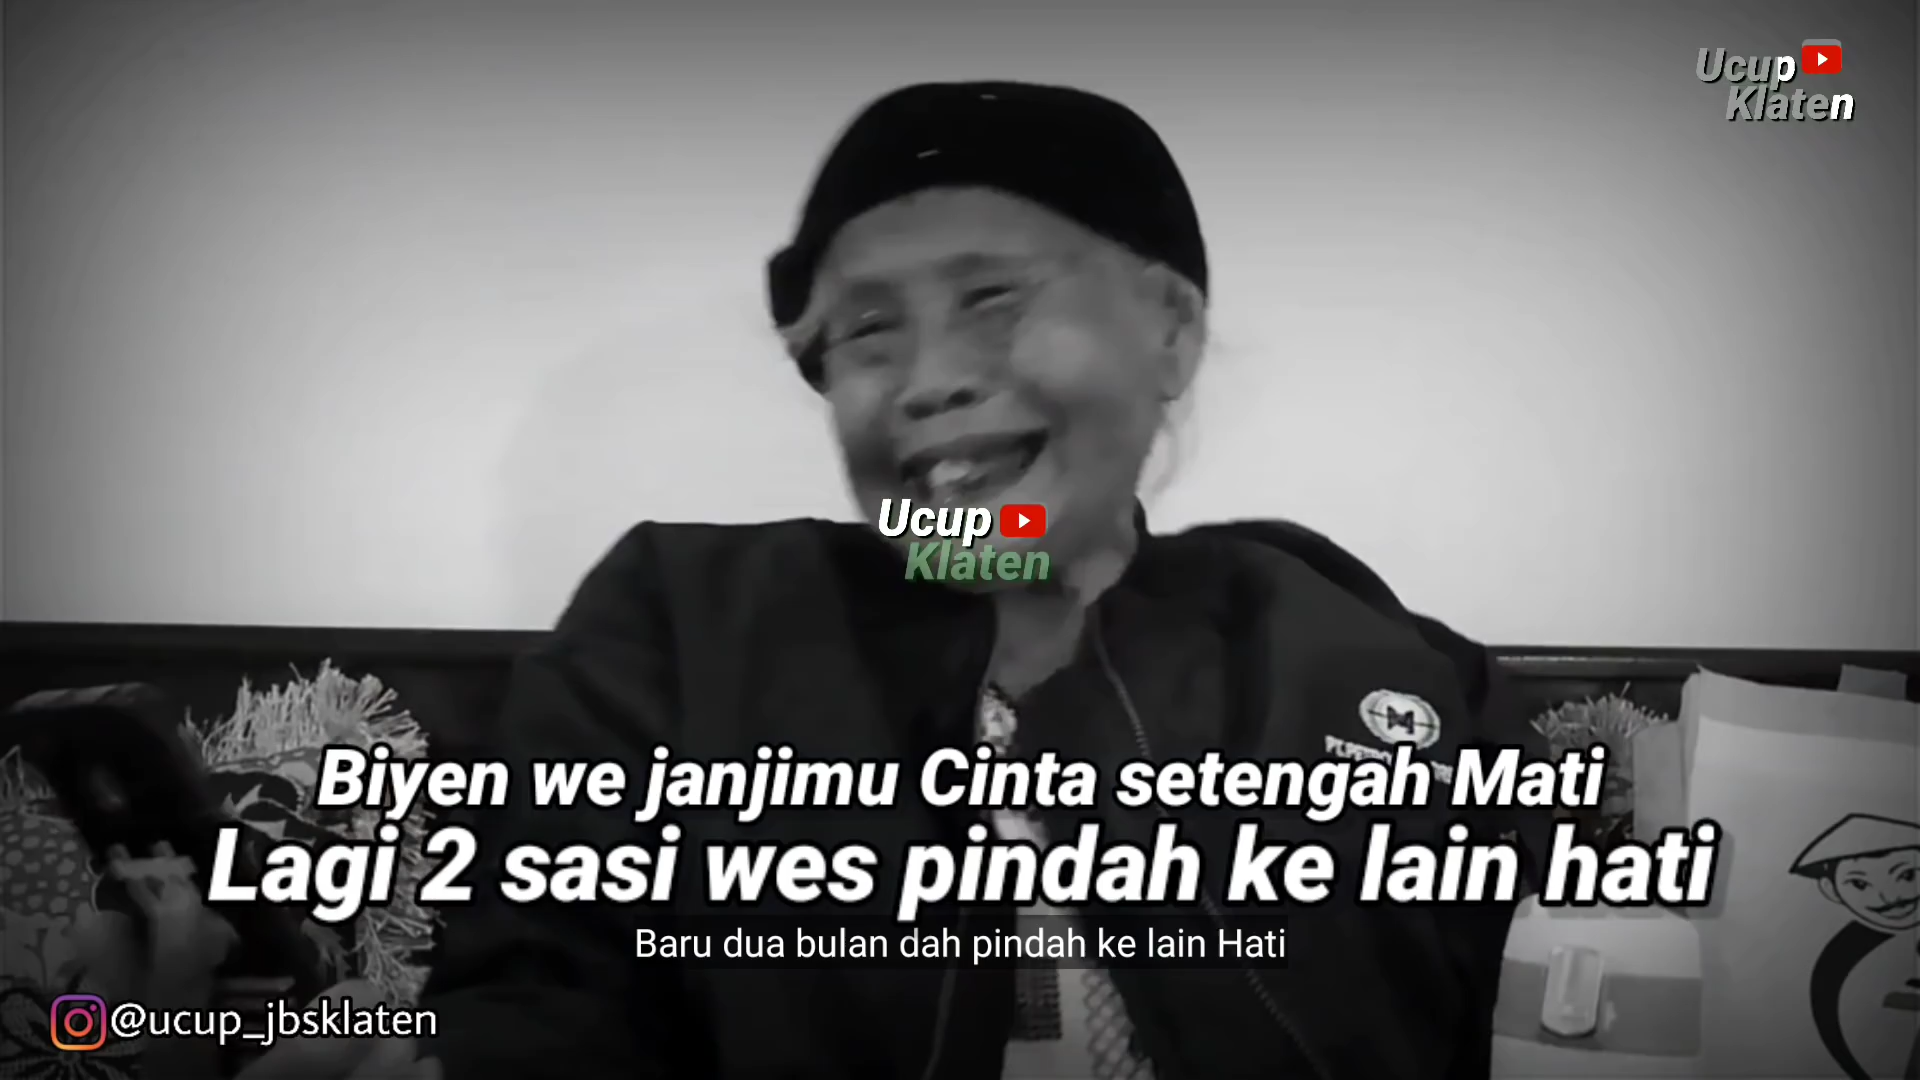 Ucup
Klaten
Ucup
Klaten
Biyen we janjimu Cinta setengah Mati
Lagi 2 sasi wes pindah ke lain hati
Baru dua bulan dah pindah ke lain Hati
@ucup_jbsklaten